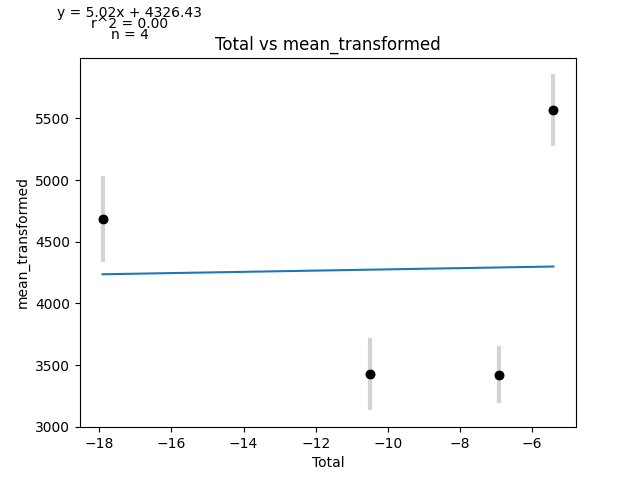 y = 5.02x + 4326.43
r^2 = 0.00
n = 4
Total vs mean_transformed
mean_transformed
5500
5000
4500
4000
3500
3000
−18
−16
−14
−12
−10
−8
−6
Total